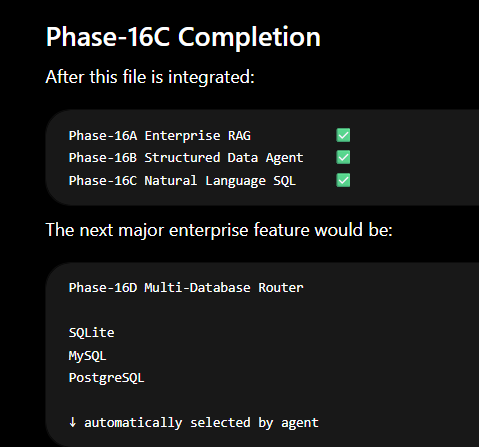 Phase-16C Completion
After this file is integrated:
Phase-16A Enterprise RAG ✅
Phase-16B Structured Data Agent ✅
Phase-16C Natural Language SQL ✅
The next major enterprise feature would be:
Phase-16D Multi-Database Router
SQLite
MySQL
PostgreSQL
↓ automatically selected by agent